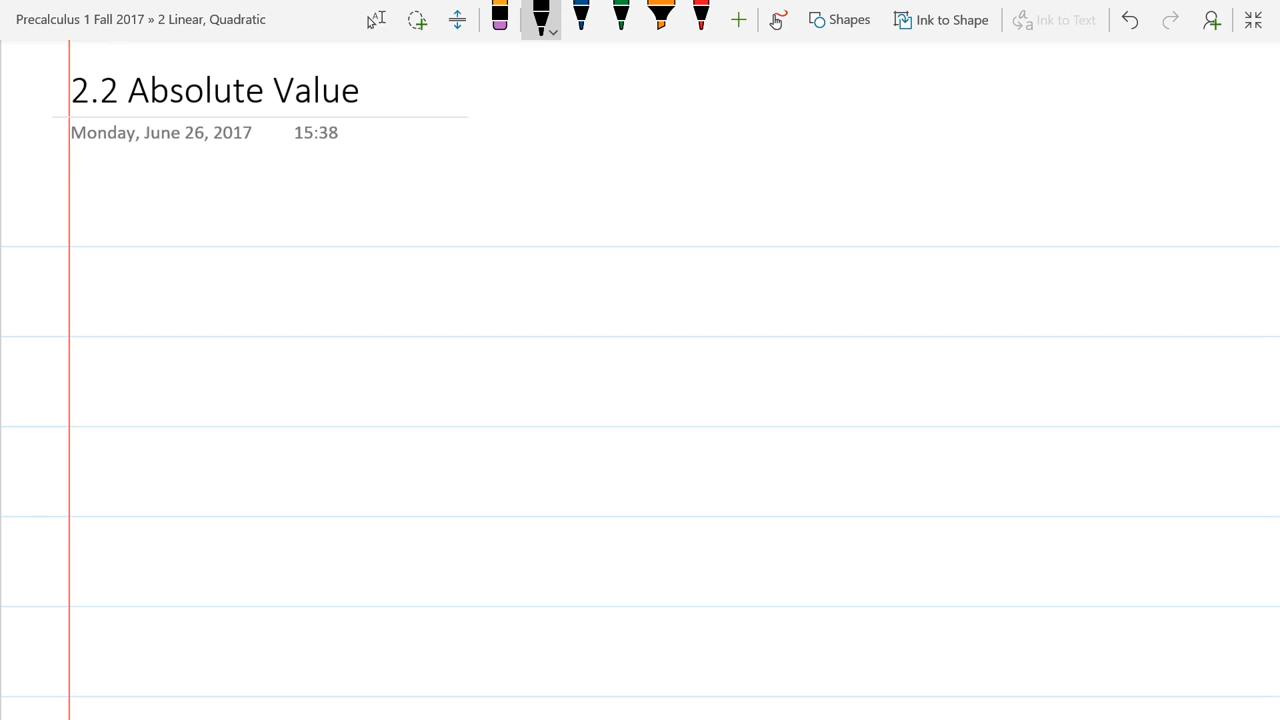 Precalculus 1 Fall 2017 » 2 Linear, Quadratic
Shapes
Ink to Shape
Ink to Text
2.2 Absolute Value
Monday, June 26, 2017 15:38